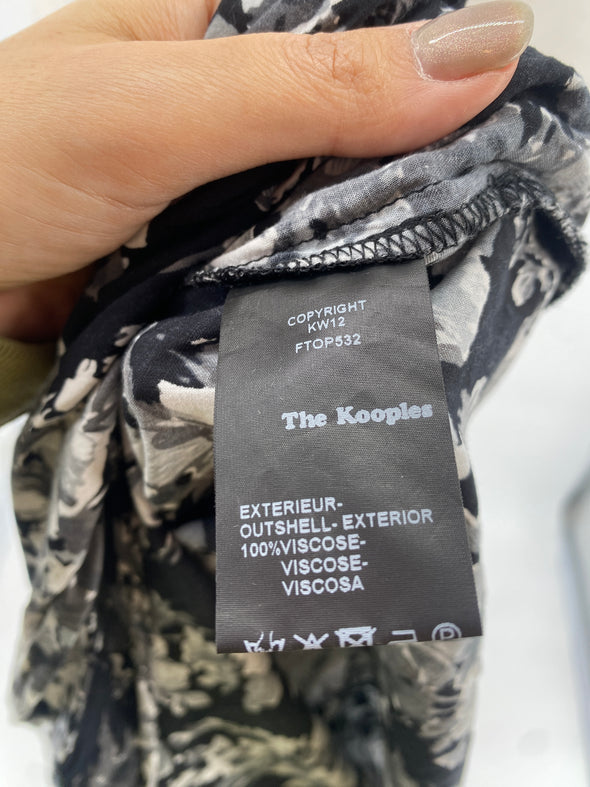 COPYRIGHT
KW12
FTOP532
The Kooples
EXTERIEUR-
OUTSHELL- EXTERIOR
100%VISCOSE-
VISCOSE-
VISCOSA
P